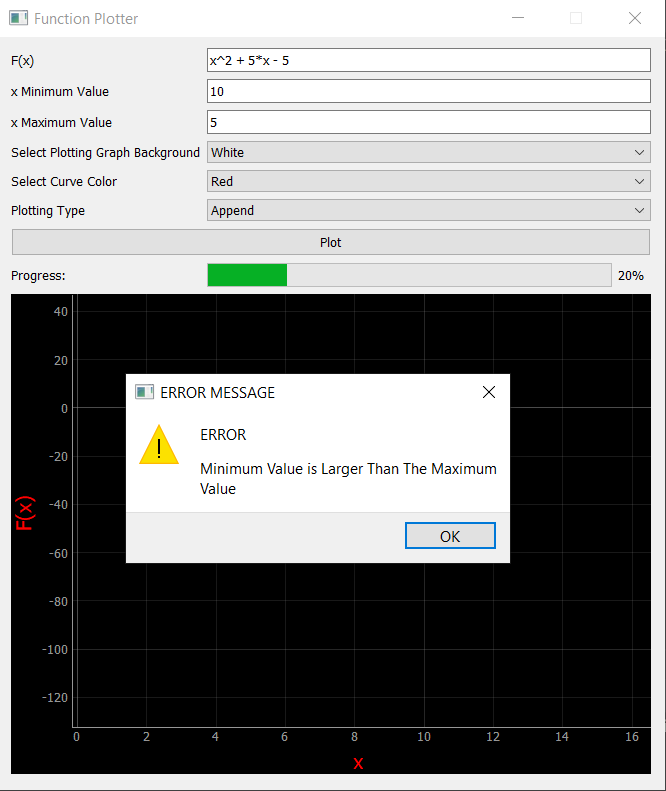 Function Plotter
F(x)
x^2 + 5*x - 5
x Minimum Value
10
x Maximum Value
5
Select Plotting Graph Background
White
Select Curve Color
Red
Plotting Type
Append
Plot
Progress:
20%
40
20
0
-20
-40
-60
-80
-100
-120
F(x)
ERROR MESSAGE
ERROR
Minimum Value is Larger Than The Maximum
Value
OK
0 2 4 6 8 10 12 14 16
x